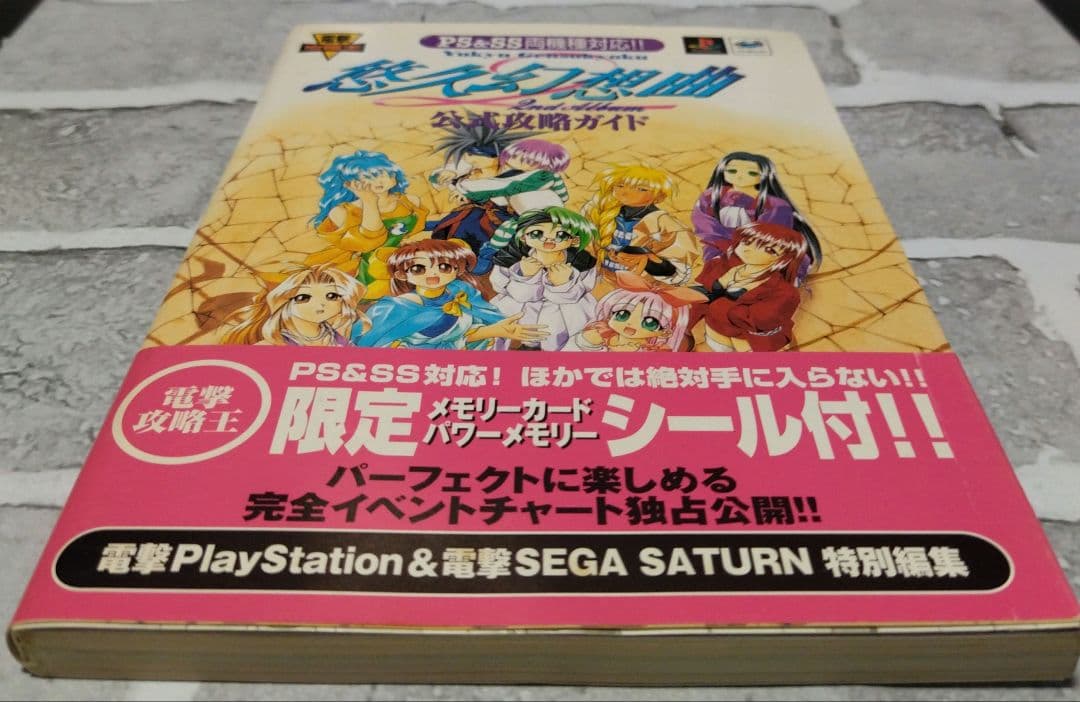 電撃
PS&SS両機種対応!!
Yukyu Gensoukyoku
悠久幻想曲
2nd Album
公式攻略ガイド
電撃
攻略王
PS&SS対応！ほかでは絶対手に入らない!!
限定メモリーカード
パワーメモリーシール付!!
パーフェクトに楽しめる
完全イベントチャート独占公開!!
電撃PlayStation&電撃SEGA SATURN 特別編集